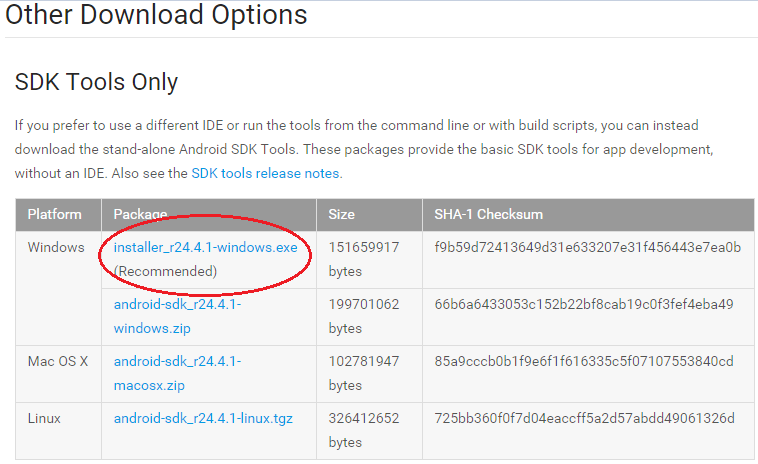 Other Download Options
SDK Tools Only
If you prefer to use a different IDE or run the tools from the command line or with build scripts, you can instead
download the stand-alone Android SDK Tools. These packages provide the basic SDK tools for app development,
without an IDE. Also see the SDK tools release notes.
Platform Package Size SHA-1 Checksum
Windows installer_r24.4.1-windows.exe 151659917 f9b59d72413649d31e633207e31f456443e7ea0b
(Recommended) bytes
android-sdk_r24.4.1- 199701062 66b6a6433053c152b22bf8cab19c0f3fef4eba49
windows.zip bytes
Mac OS X android-sdk_r24.4.1- 102781947 85a9cccb0b1f9e6f1f616335c5f07107553840cd
macosx.zip bytes
Linux android-sdk_r24.4.1-linux.tgz 326412652 725bb360f0f7d04eaccff5a2d57abdd49061326d
bytes